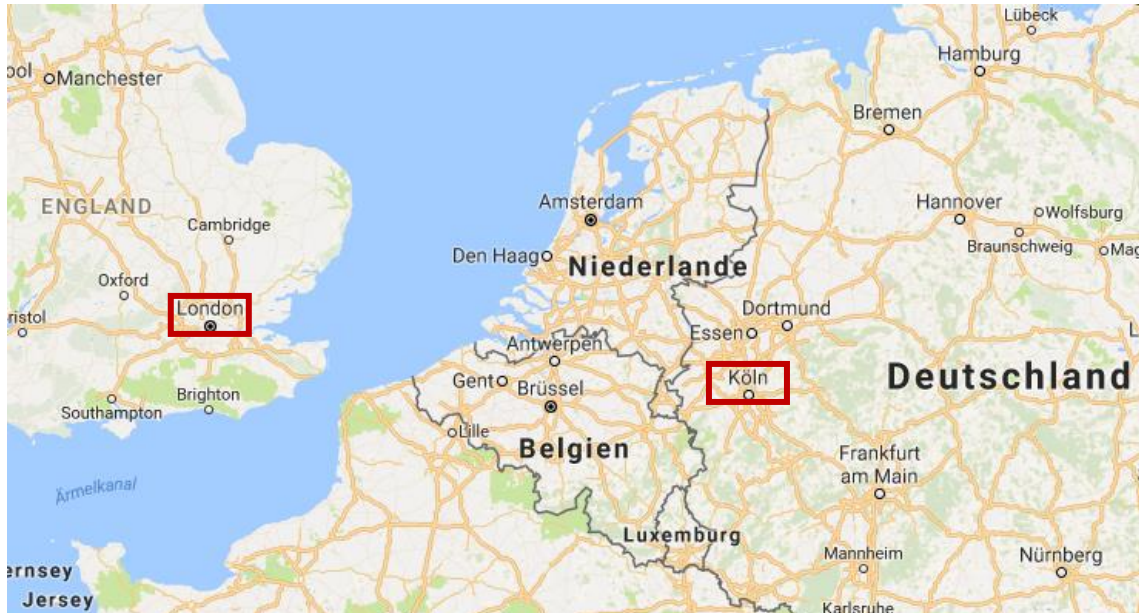 Lübeck
Hamburg
ool
Manchester
Bremen
ENGLAND
Cambridge
Amsterdam
Hannover
Wolfsburg
Braunschweig
Mag
Den Haag
Niederlande
Oxford
London
ristol
Dortmund
Essen
L
Antwerpen
Köln
Deutschland
Gent
Brüssel
Southampton
Brighton
Lille
Belgien
Frankfurt
am Main
Ärmelkanal
Luxemburg
Mannheim
Nürnberg
ernsey
Jersey
Karlsruhe